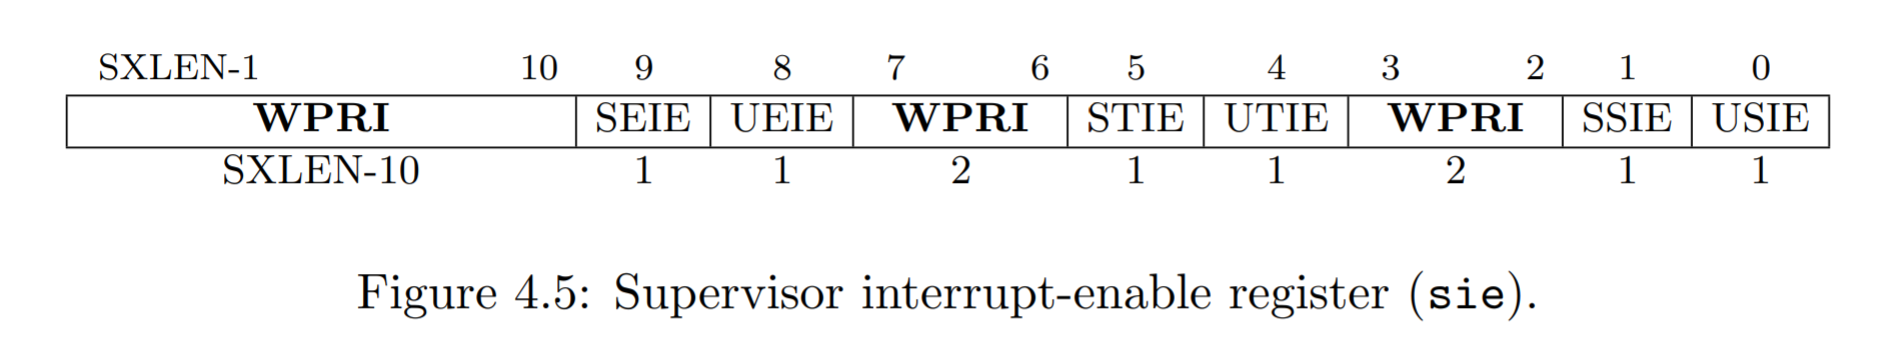 SXLEN-1 10 9 8 7 6 5 4 3 2 1 0
WPRI SEIE UEIE WPRI STIE UTIE WPRI SSIE USIE
SXLEN-10 1 1 2 1 1 2 1 1
Figure 4.5: Supervisor interrupt-enable register (sie).